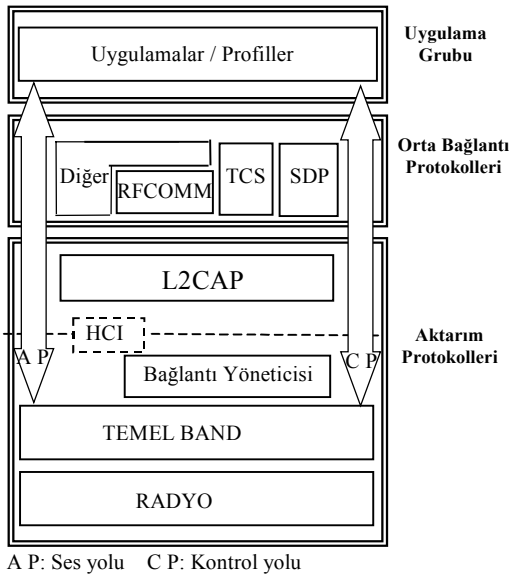 Uygulamalar / Profiller
Uygulama
Grubu
Diğer
RFCOMM
TCS
SDP
Orta Bağlantı
Protokolleri
L2CAP
HCI
A P
C P
Bağlantı Yöneticisi
Aktarım
Protokolleri
TEMEL BAND
RADYO
A P: Ses yolu C P: Kontrol yolu